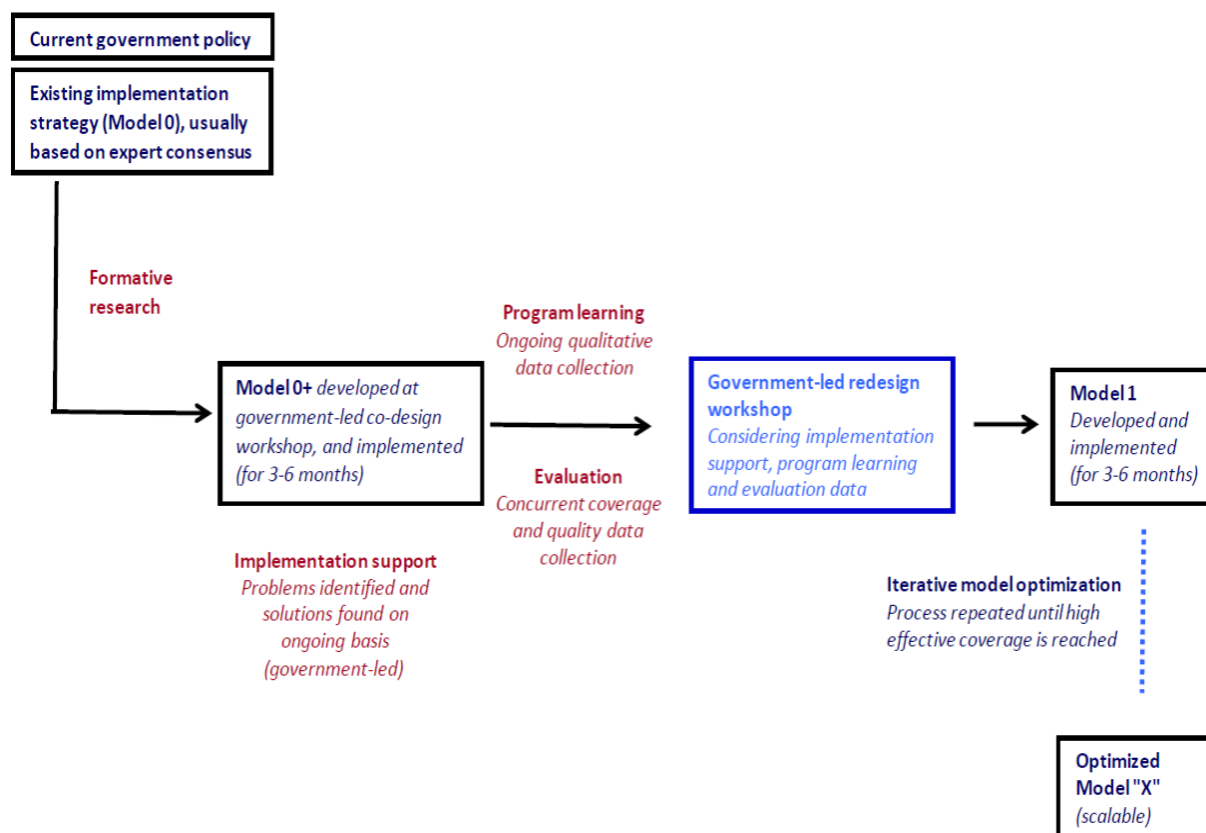 Current government policy
Existing implementation
strategy (Model 0), usually
based on expert consensus
Formative
research
Model 0+ developed at
government-led co-design
workshop, and implemented
(for 3-6 months)
Implementation support
Problems identified and
solutions found on
ongoing basis
(government-led)
Program learning
Ongoing qualitative
data collection
Evaluation
Concurrent coverage
and quality data
collection
Government-led redesign
workshop
Considering implementation
support, program learning
and evaluation data
Model 1
Developed and
implemented
(for 3-6 months)
Iterative model optimization
Process repeated until high
effective coverage is reached
Optimized
Model "X"
(scalable)